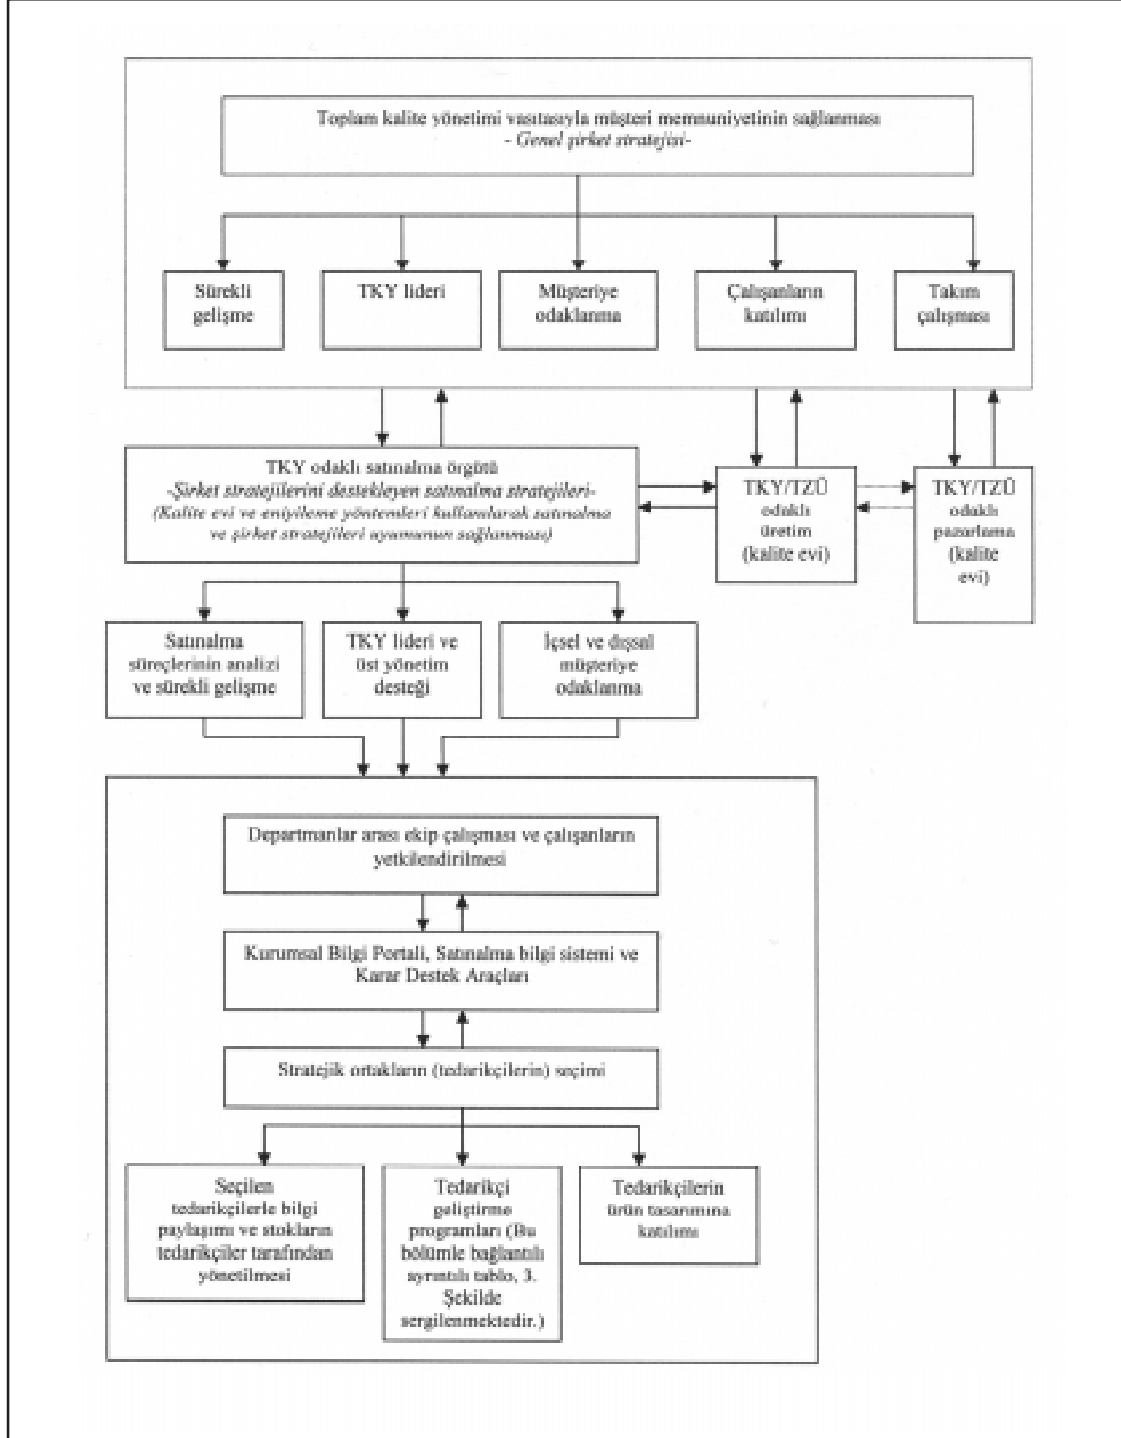 Toplam kalite yönetimi vasıtasıyla müşteri memnuniyetinin sağlanması
- Genel şirket stratejisi-
Sürekli
gelişme
TKY lideri
Müşteriye
odaklanma
Çalışanların
katılımı
Takım
çalışması
TKY odaklı satınalma örgütü
-Şirket stratejilerini destekleyen satınalma stratejileri-
(Kalite evi ve eniyileme yöntemleri kullanılarak satınalma
ve şirket stratejileri uyumunun sağlanması)
TKY/TZÜ
odaklı
üretim
(kalite evi)
TKY/TZÜ
odaklı
pazarlama
(kalite
evi)
Satınalma
süreçlerinin analizi
ve sürekli gelişme
TKY lideri ve
üst yönetim
desteği
İçsel ve dışsal
müşteriye
odaklanma
Departmanlar arası ekip çalışması ve çalışanların
yetkilendirilmesi
Kurumsal Bilgi Portali, Satınalma bilgi sistemi ve
Karar Destek Araçları
Stratejik ortakların (tedarikçilerin) seçimi
Seçilen
tedarikçilerle bilgi
paylaşımı ve stokların
tedarikçiler tarafından
yönetilmesi
Tedarikçi
geliştirme
programları (Bu
bölümle bağlantılı
ayrıntılı tablo, 3.
Şekilde
sergilenmektedir.)
Tedarikçilerin
ürün tasarımına
katılımı